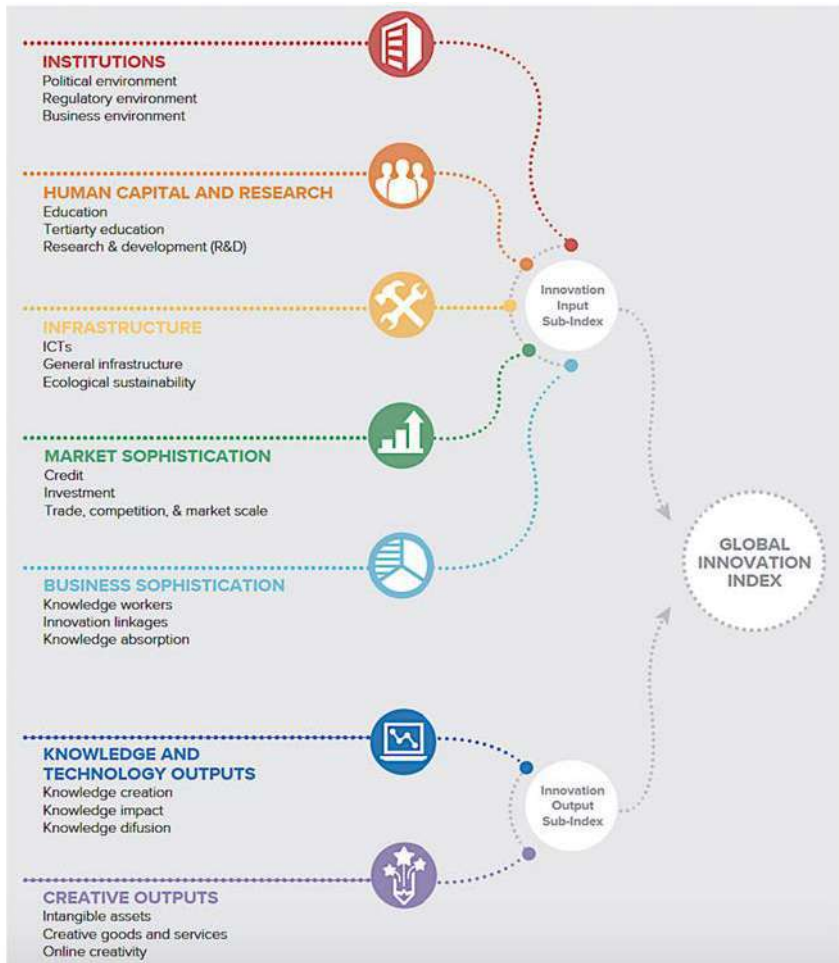 INSTITUTIONS
Political environment
Regulatory environment
Business environment
HUMAN CAPITAL AND RESEARCH
Education
Tertiarty education
Research & development (R&D)
INFRASTRUCTURE
ICTs
General infrastructure
Ecological sustainability
MARKET SOPHISTICATION
Credit
Investment
Trade, competition, & market scale
BUSINESS SOPHISTICATION
Knowledge workers
Innovation linkages
Knowledge absorption
Innovation
Input
Sub-Index
GLOBAL
INNOVATION
INDEX
KNOWLEDGE AND
TECHNOLOGY OUTPUTS
Knowledge creation
Knowledge impact
Knowledge difusion
CREATIVE OUTPUTS
Intangible assets
Creative goods and services
Online creativity
Innovation
Output
Sub-Index